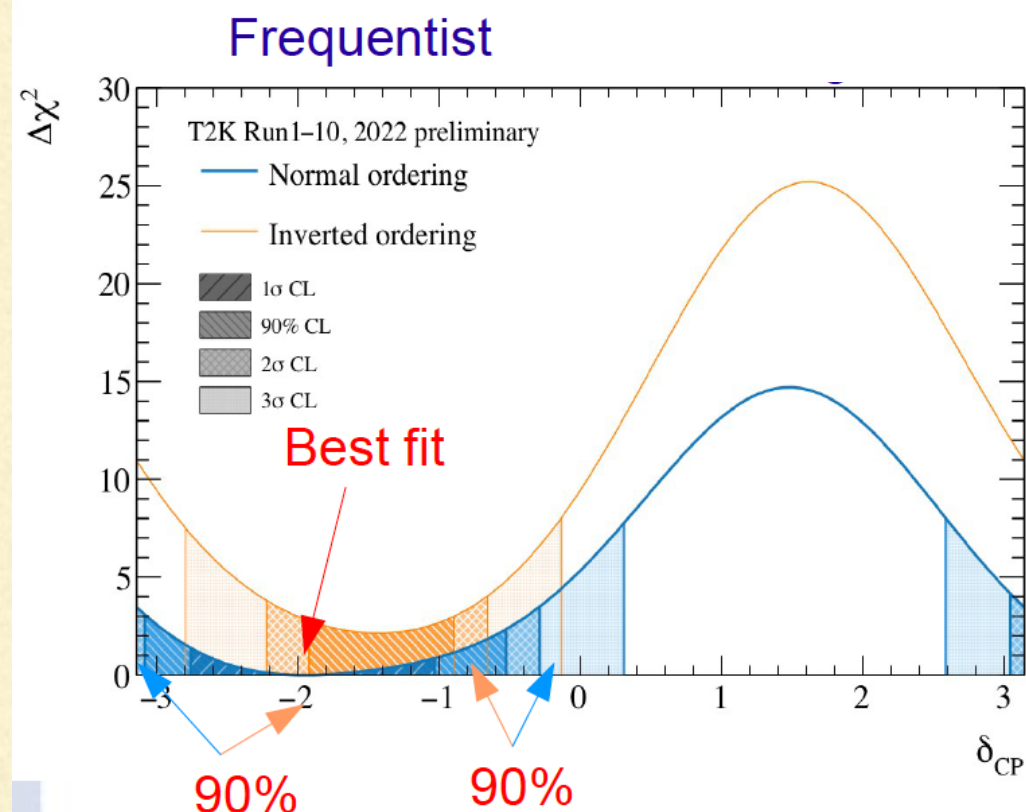 Frequentist
Δχ²
30
25
20
15
10
5
0
T2K Run1–10, 2022 preliminary
Normal ordering
Inverted ordering
1σ CL
90% CL
2σ CL
3σ CL
Best fit
−3 −2 −1 0 1 2 3
δCP
90% 90%